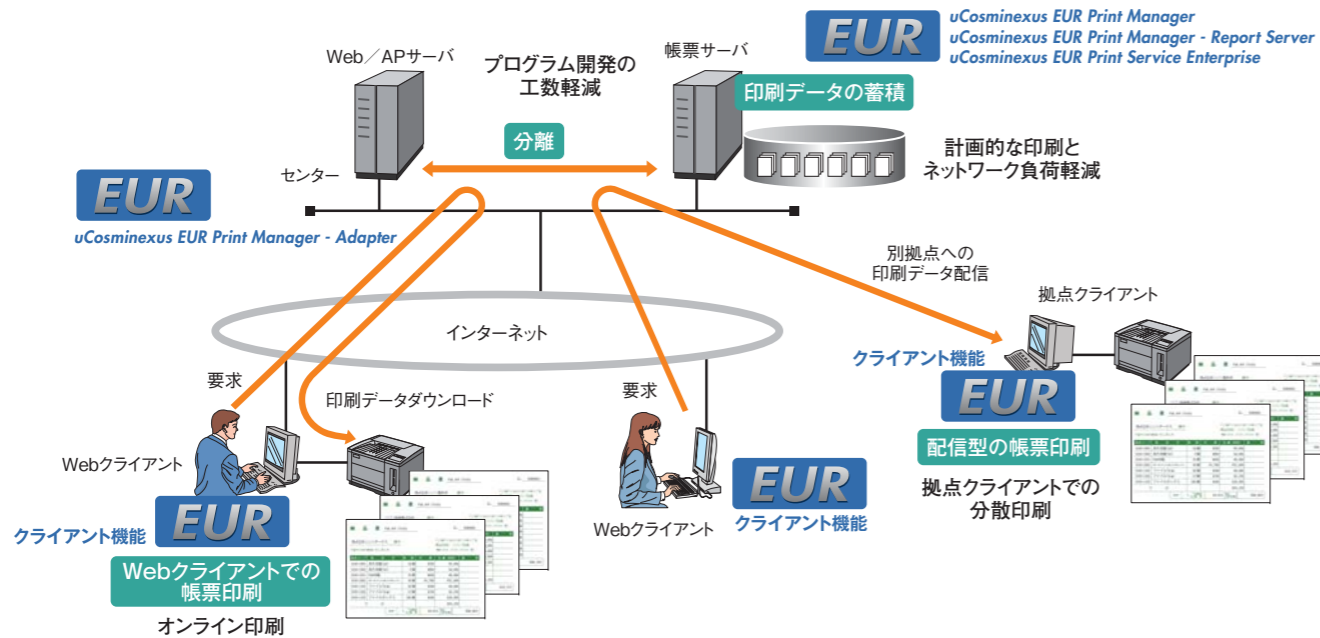 EUR
uCosminexus EUR Print Manager
uCosminexus EUR Print Manager - Report Server
uCosminexus EUR Print Service Enterprise
Web／APサーバ
プログラム開発の
工数軽減
帳票サーバ
印刷データの蓄積
分離
計画的な印刷と
ネットワーク負荷軽減
センター
EUR
uCosminexus EUR Print Manager - Adapter
別拠点への
印刷データ配信
拠点クライアント
インターネット
クライアント機能
EUR
要求
印刷データダウンロード
要求
Webクライアント
配信型の帳票印刷
拠点クライアントでの
分散印刷
EUR
クライアント機能
Webクライアント
EUR
クライアント機能
Webクライアントでの
帳票印刷
オンライン印刷